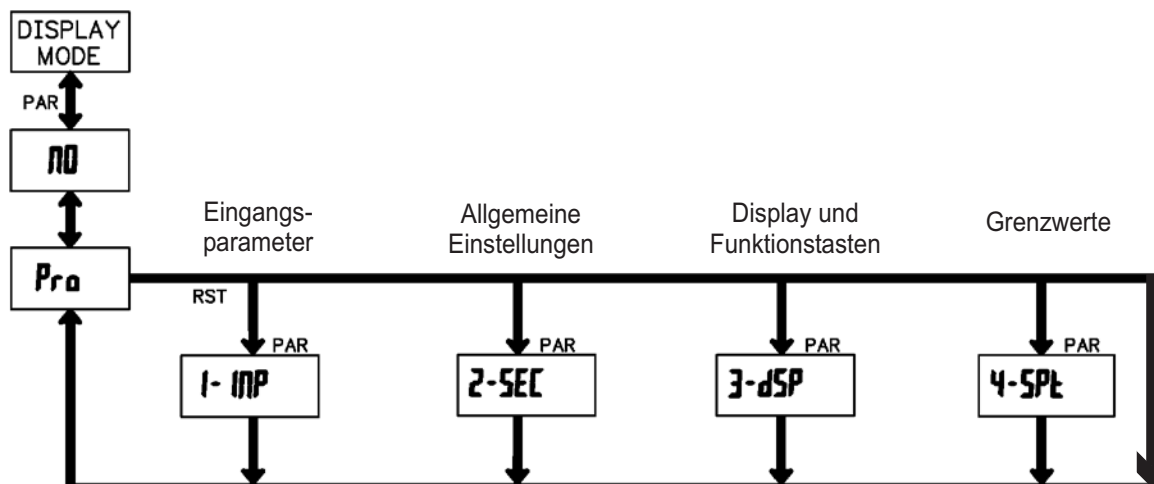 DISPLAY
MODE
PAR
NO
Pro
Eingangs-
parameter
Allgemeine
Einstellungen
Display und
Funktionstasten
Grenzwerte
RST
PAR
PAR
PAR
PAR
1-INP
2-SEC
3-dSP
4-SPt